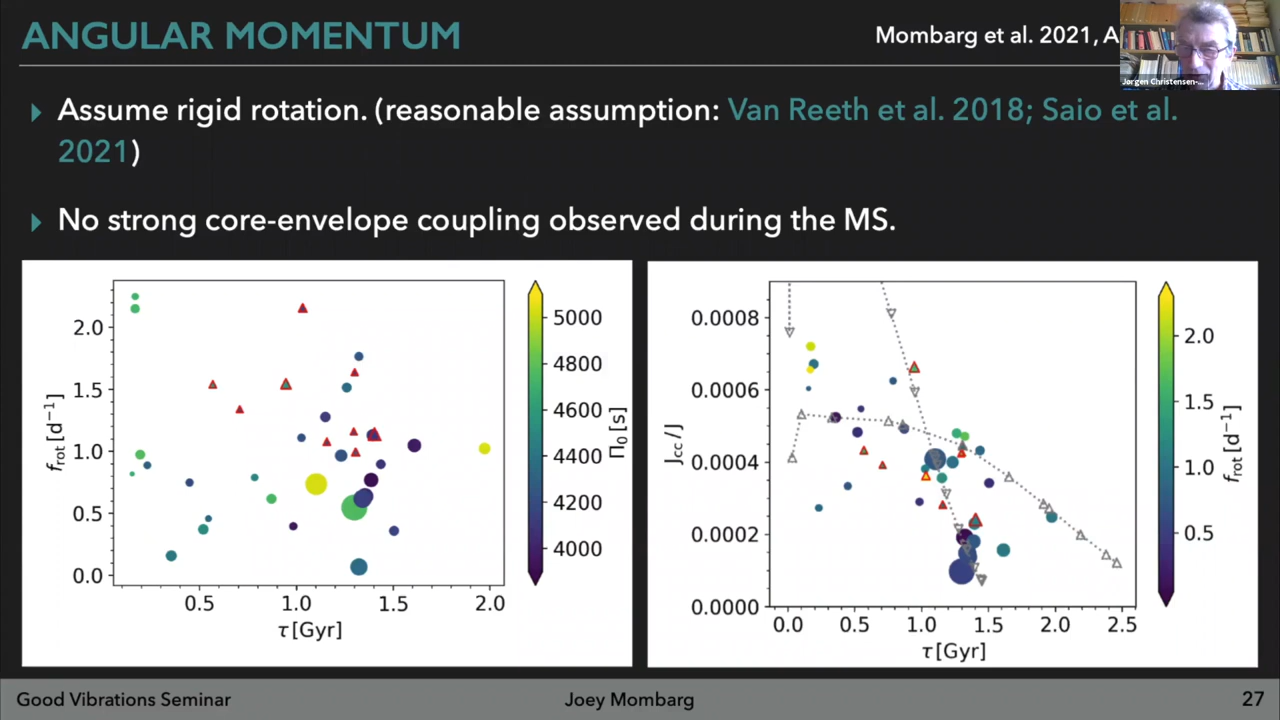 ANGULAR MOMENTUM
Mombarg et al. 2021, A
Jørgen Christensen-...
Assume rigid rotation. (reasonable assumption: Van Reeth et al. 2018; Saio et al.
2021)
No strong core-envelope coupling observed during the MS.
2.0
1.5
1.0
0.5
0.0
f_rot [d⁻¹]
0.5 1.0 1.5 2.0
τ [Gyr]
5000
4800
4600
4400
4200
4000
Π₀ [s]
0.0008
0.0006
0.0004
0.0002
0.0000
J_cc/J
0.0 0.5 1.0 1.5 2.0 2.5
τ [Gyr]
2.0
1.5
1.0
0.5
f_rot [d⁻¹]
Good Vibrations Seminar Joey Mombarg 27